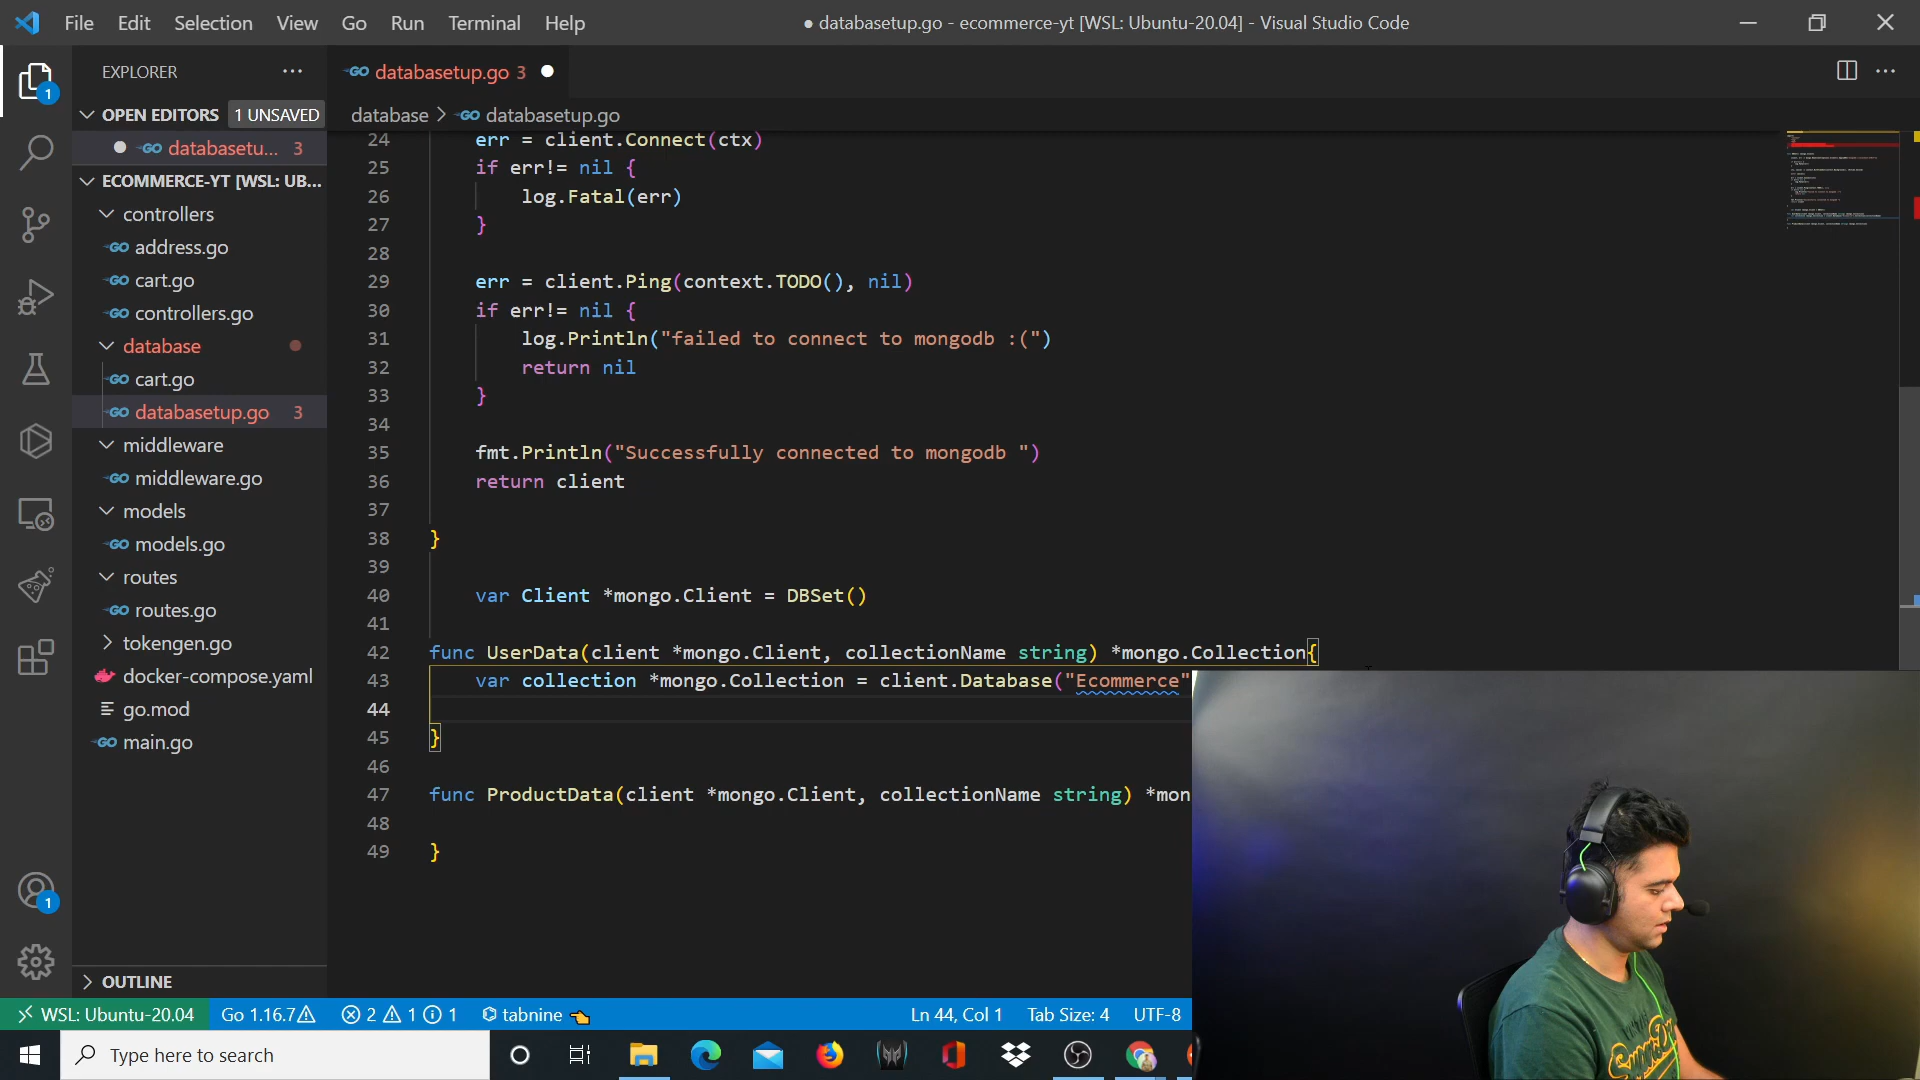 File Edit Selection View Go Run Terminal Help
● databasetup.go - ecommerce-yt [WSL: Ubuntu-20.04] - Visual Studio Code
EXPLORER
OPEN EDITORS 1 UNSAVED
databasetu... 3
ECOMMERCE-YT [WSL: UB...
controllers
address.go
cart.go
controllers.go
database
cart.go
databasetup.go 3
middleware
middleware.go
models
models.go
routes
routes.go
tokengen.go
docker-compose.yaml
go.mod
main.go
OUTLINE
1
1
databasetup.go 3
database > databasetup.go
24 err = client.Connect(ctx)
25 if err!= nil {
26 log.Fatal(err)
27 }
28
29 err = client.Ping(context.TODO(), nil)
30 if err!= nil {
31 log.Println("failed to connect to mongodb :(")
32 return nil
33 }
34
35 fmt.Println("Successfully connected to mongodb ")
36 return client
37
38 }
39
40 var Client *mongo.Client = DBSet()
41
42 func UserData(client *mongo.Client, collectionName string) *mongo.Collection{
43 var collection *mongo.Collection = client.Database("Ecommerce"
44
45 }
46
47 func ProductData(client *mongo.Client, collectionName string) *mon
48
49 }
WSL: Ubuntu-20.04 Go 1.16.7 2 1 1 tabnine Ln 44, Col 1 Tab Size: 4 UTF-8
Type here to search